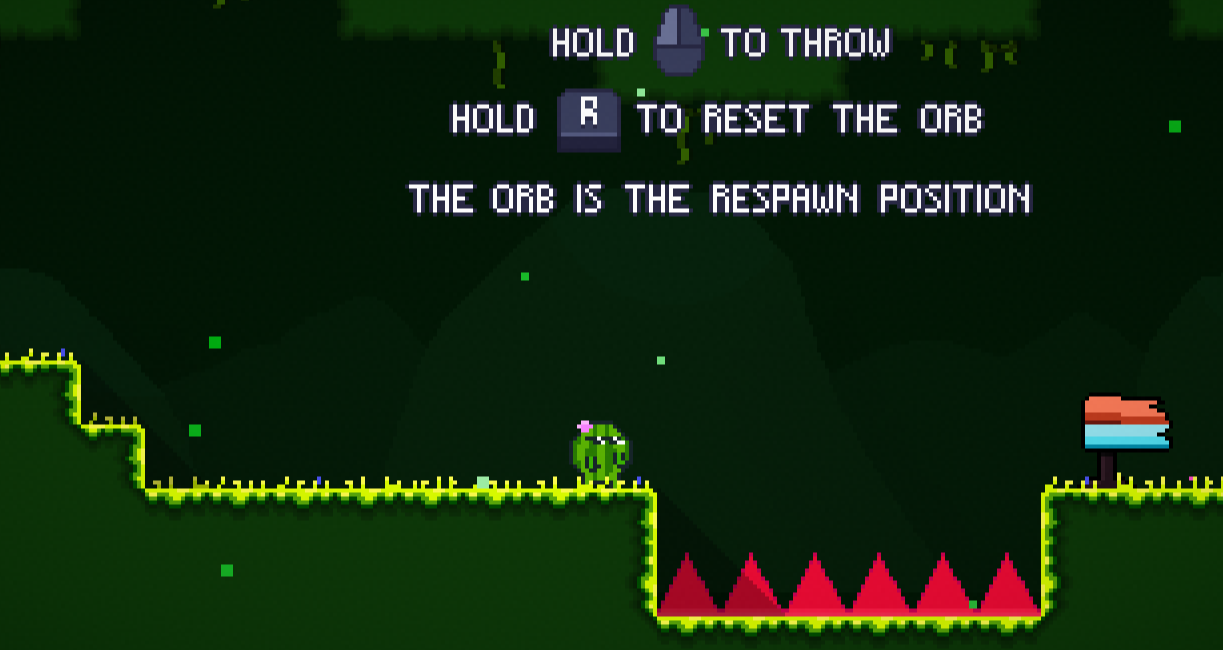 HOLD TO THROW
HOLD R TO RESET THE ORB
THE ORB IS THE RESPAWN POSITION